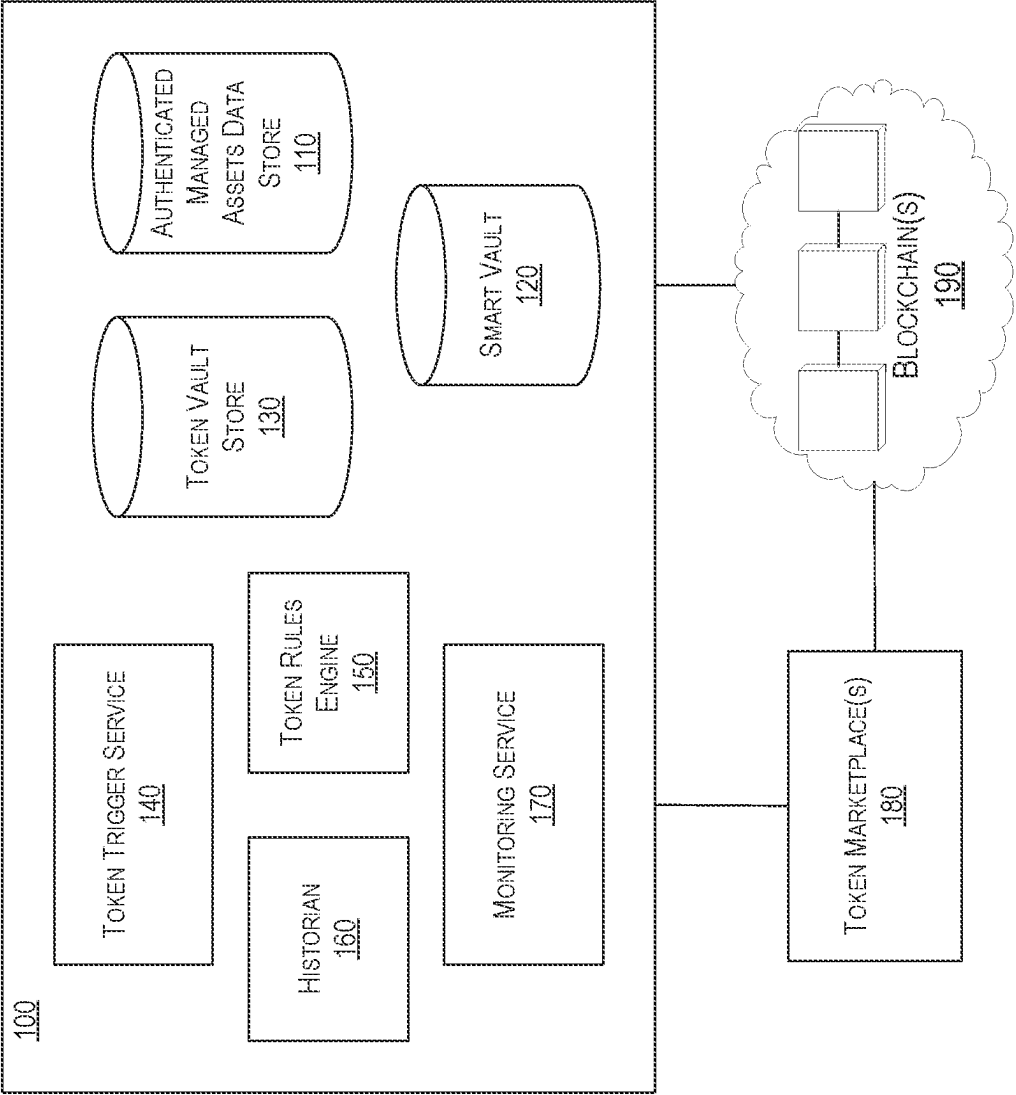 100
TOKEN TRIGGER SERVICE
140
HISTORIAN
160
TOKEN RULES
ENGINE
150
MONITORING SERVICE
170
TOKEN VAULT
STORE
130
AUTHENTICATED
MANAGED
ASSETS DATA
STORE
110
SMART VAULT
120
TOKEN MARKETPLACE(S)
180
BLOCKCHAIN(S)
190